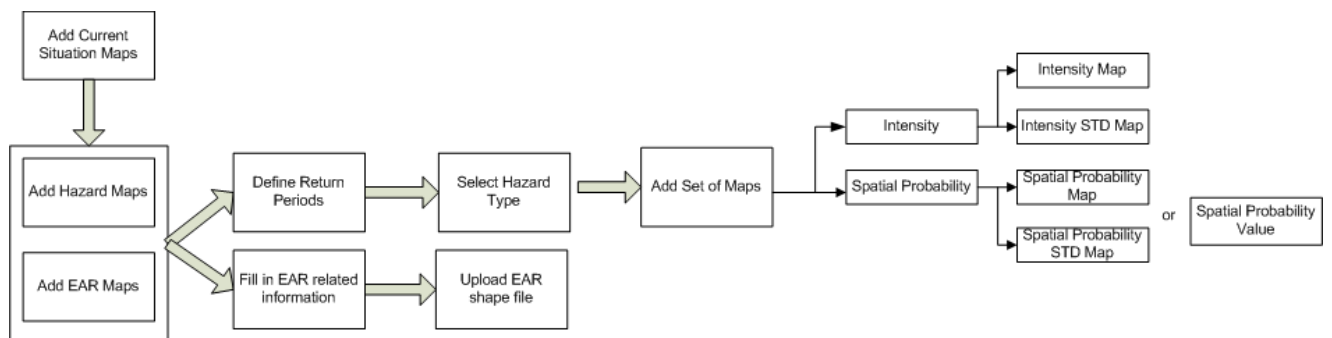 Add Current
Situation Maps
Add Hazard Maps
Add EAR Maps
Define Return
Periods
Select Hazard
Type
Fill in EAR related
information
Upload EAR
shape file
Add Set of Maps
Intensity
Spatial Probability
Intensity Map
Intensity STD Map
Spatial Probability
Map
Spatial Probability
STD Map
or
Spatial Probability
Value